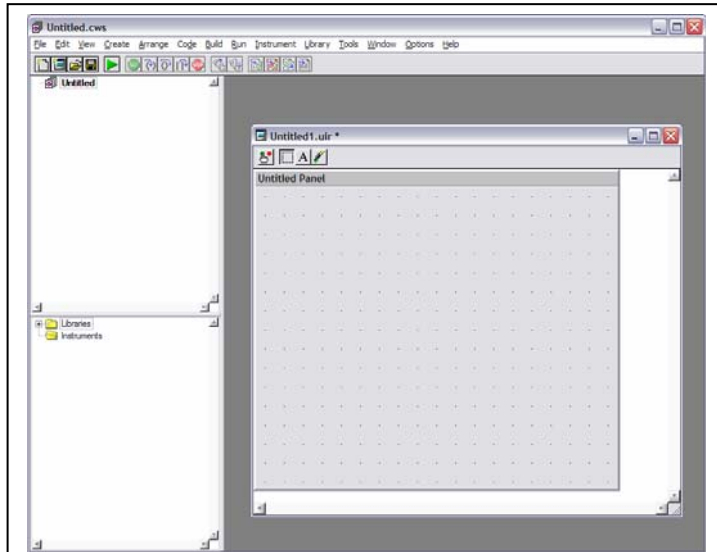 Untitled.cws
File Edit View Create Arrange Code Build Run Instrument Library Tools Window Options Help
Untitled
Untitled1.uir *
A
Untitled Panel
Libraries
Instruments